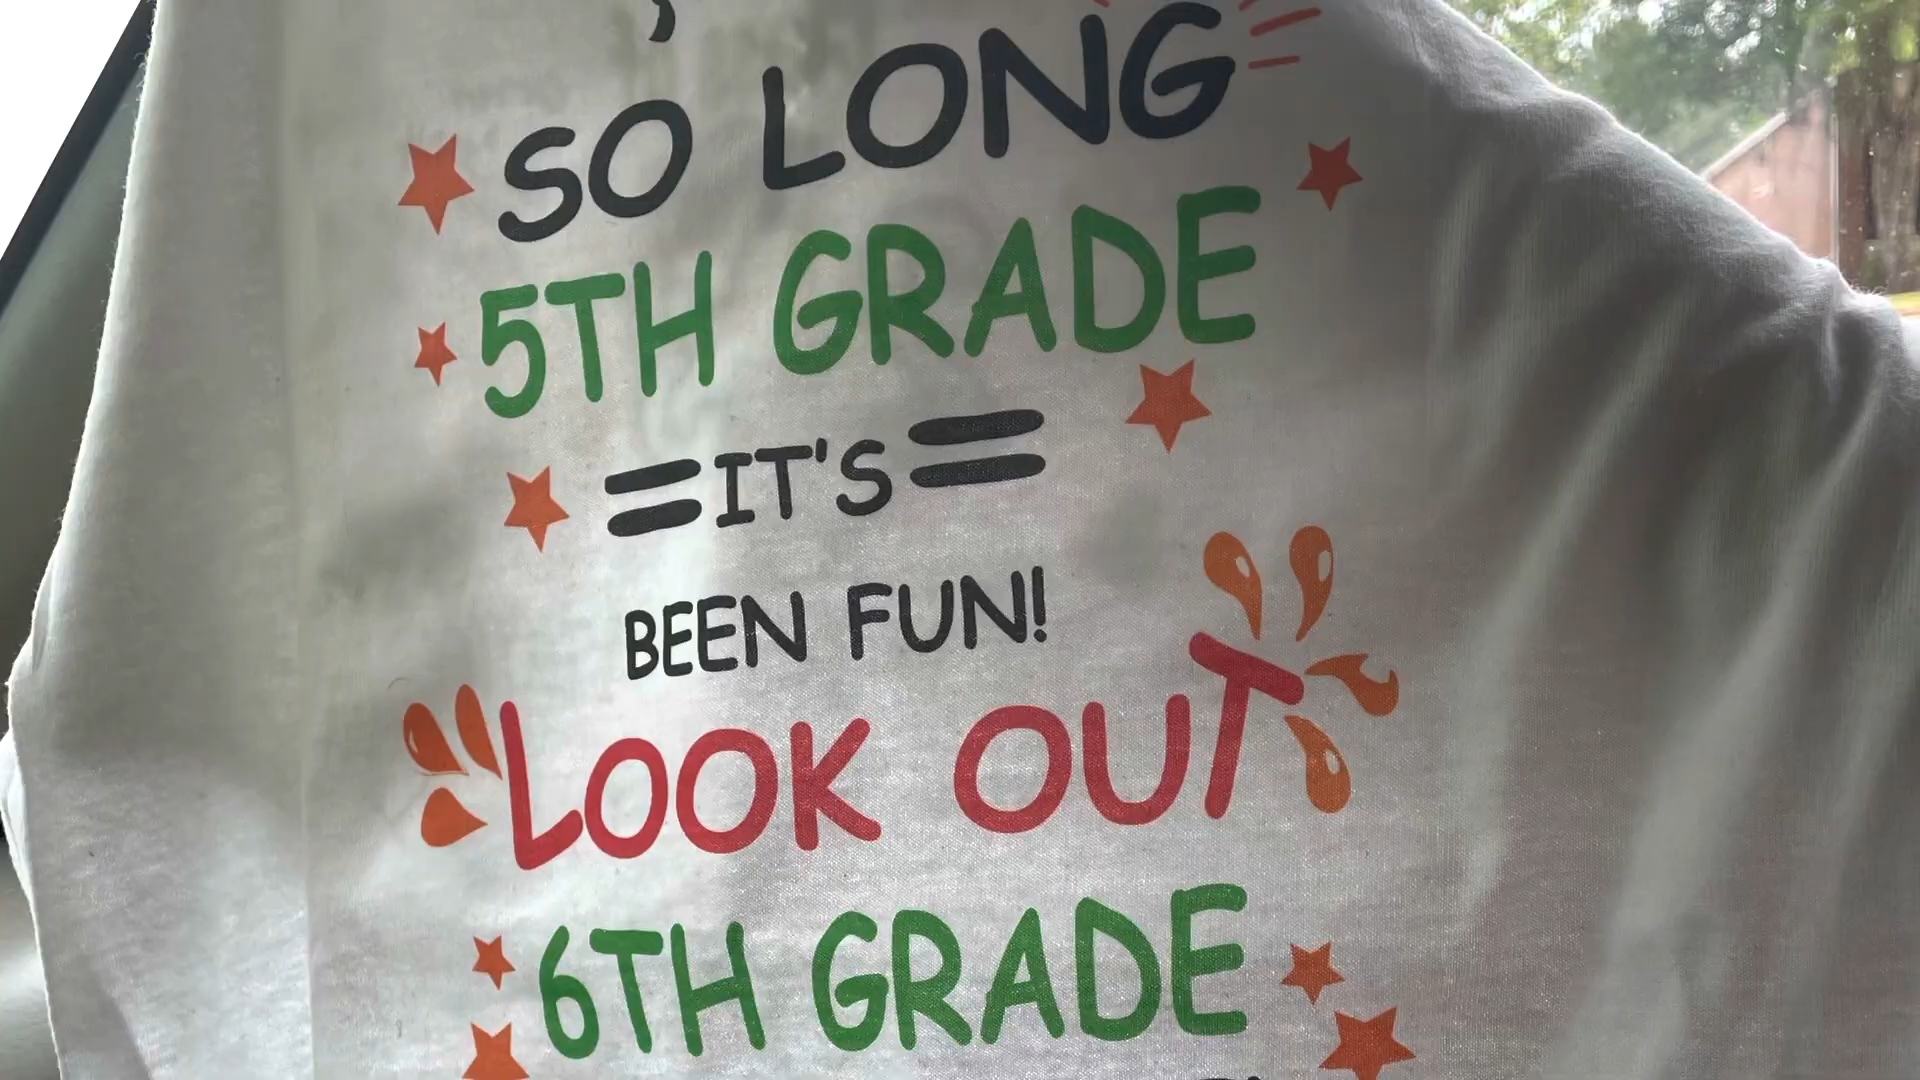 SO LONG
5TH GRADE
IT'S
BEEN FUN!
LOOK OUT
6TH GRADE